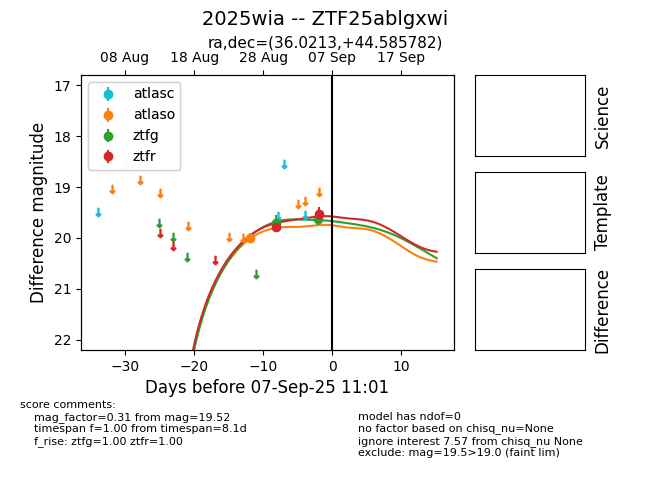 2025wia -- ZTF25ablgxwi
ra,dec=(36.0213,+44.585782)
08 Aug 18 Aug 28 Aug 07 Sep 17 Sep
atlasc
atlaso
ztfg
ztfr
17
18
19
20
21
22
Difference magnitude
−30 −20 −10 0 10
Days before 07-Sep-25 11:01
Science
Template
Difference
score comments:
mag_factor=0.31 from mag=19.52
timespan f=1.00 from timespan=8.1d
f_rise: ztfg=1.00 ztfr=1.00
model has ndof=0
no factor based on chisq_nu=None
ignore interest 7.57 from chisq_nu None
exclude: mag=19.5>19.0 (faint lim)